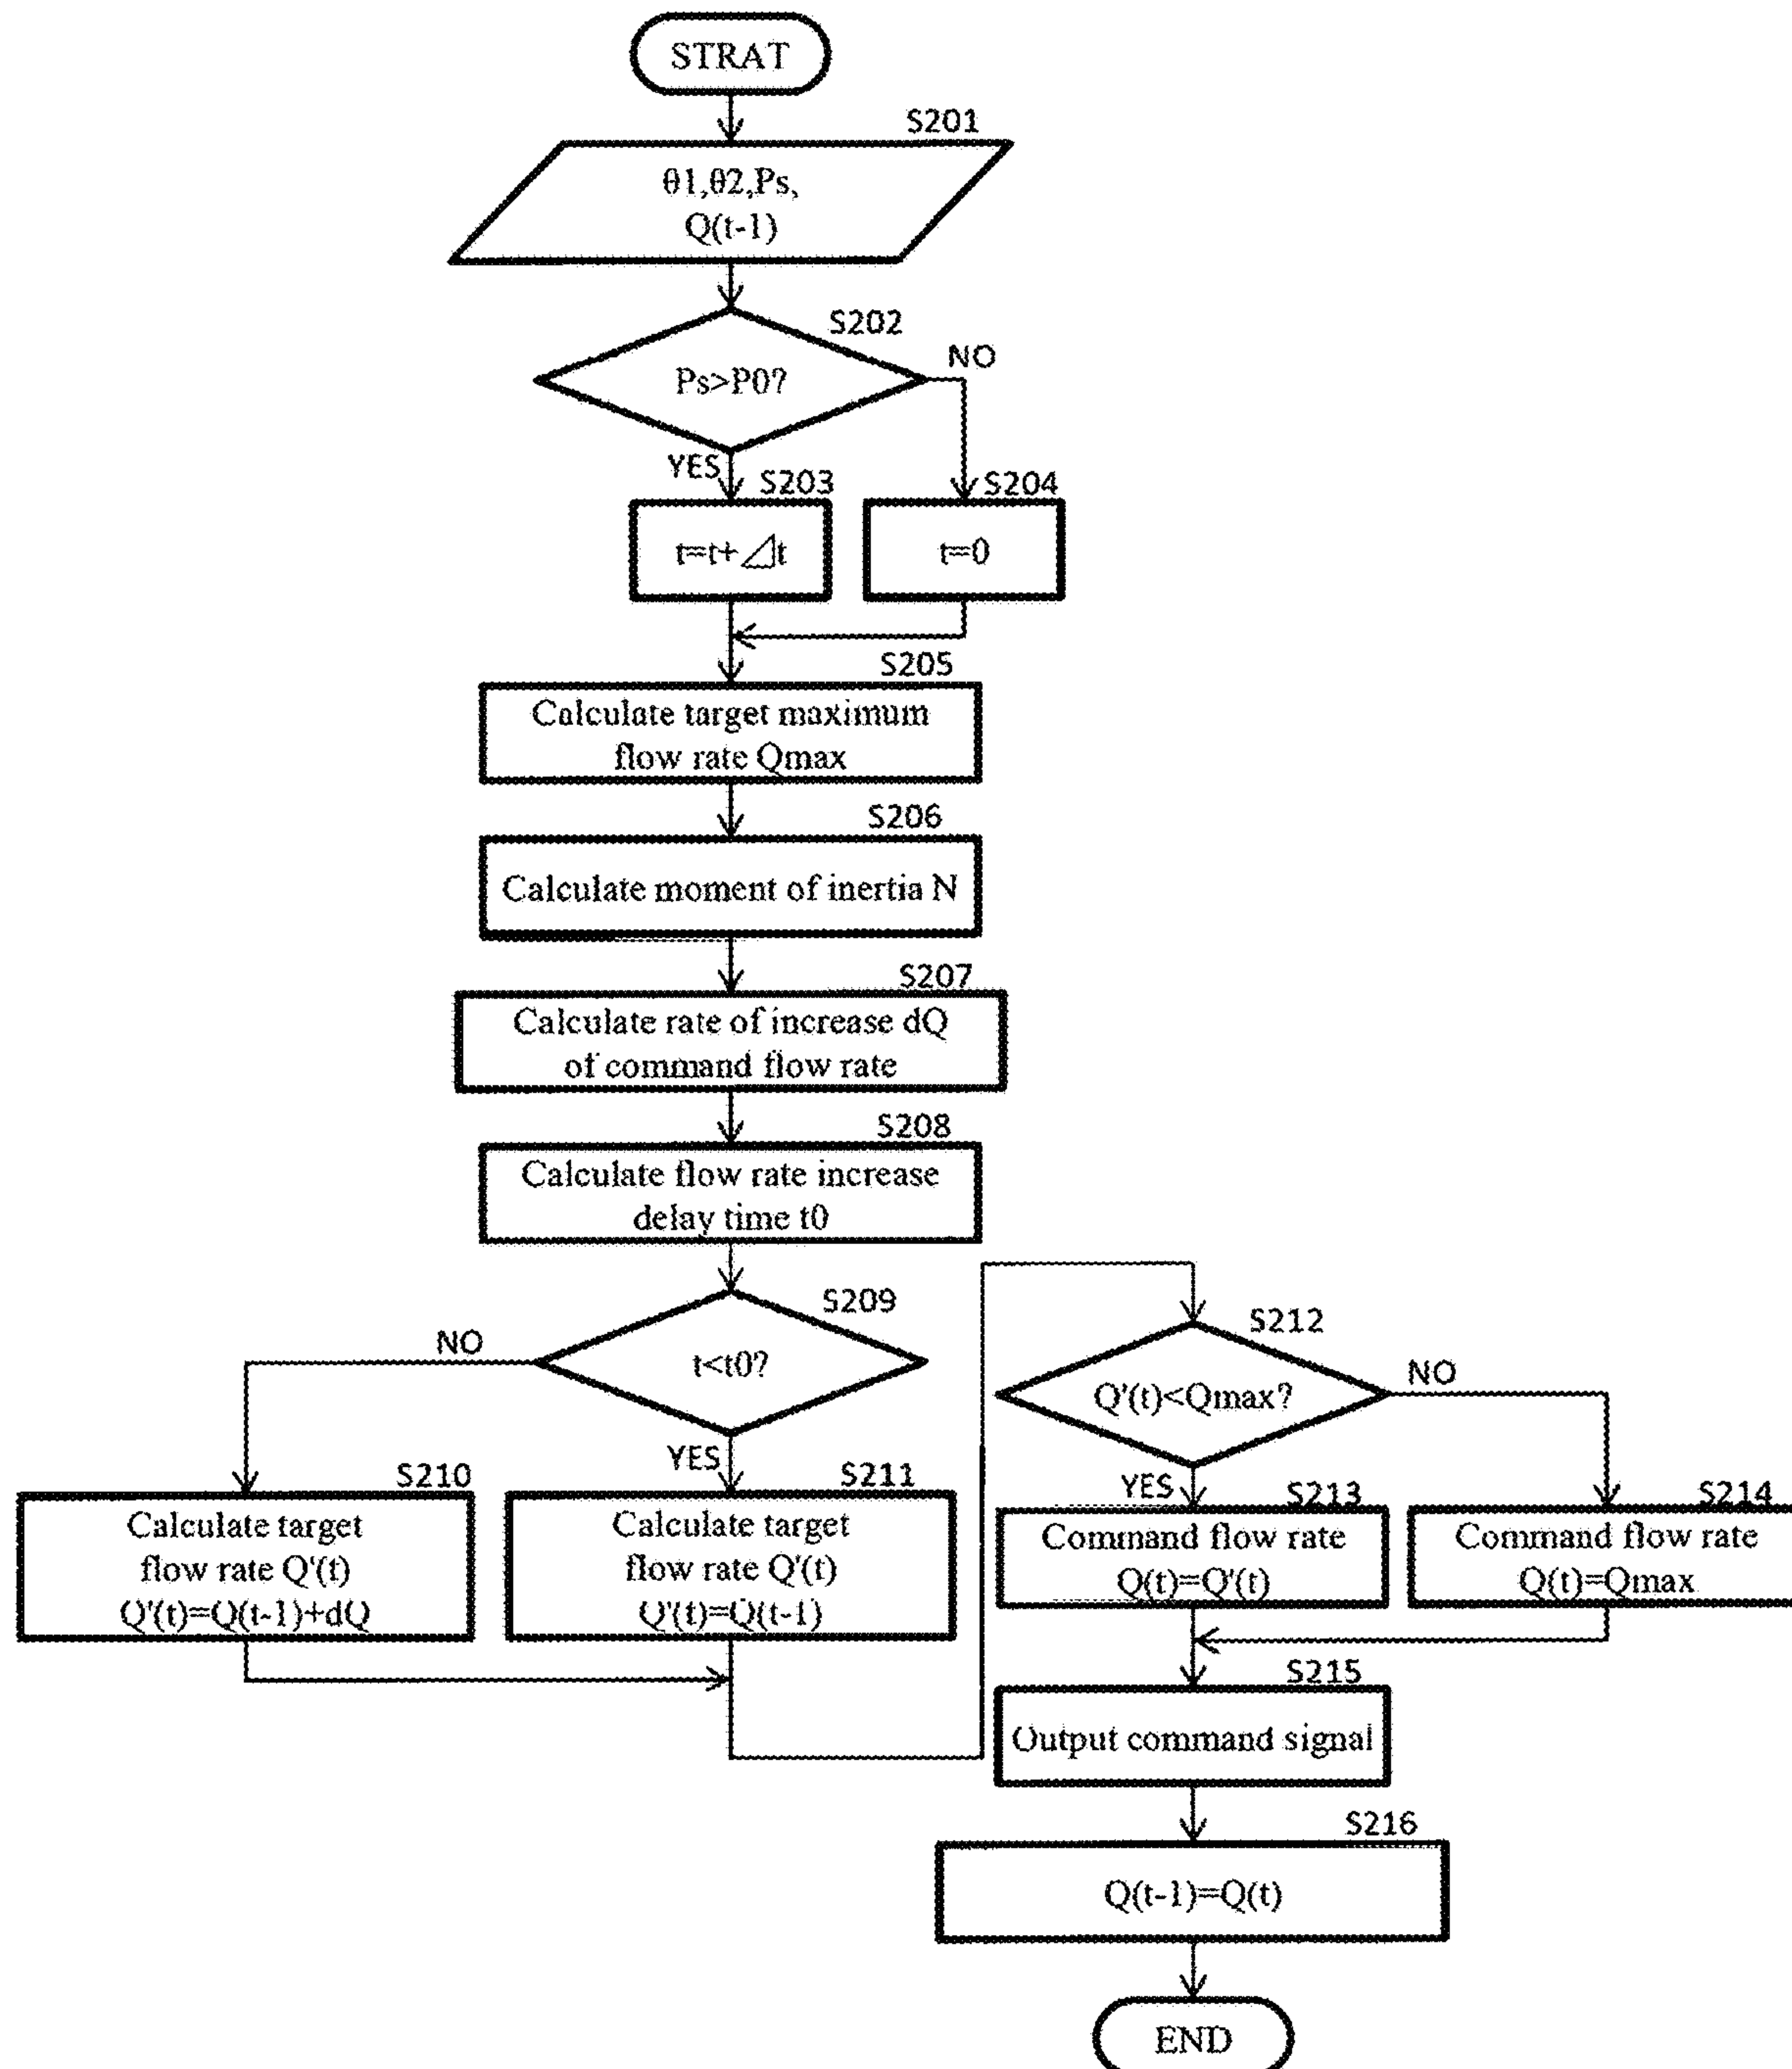 STRAT
S201
θ1,θ2,Ps,
Q(t-1)
S202
Ps>P0?
NO
YES
S203
t=t+⊿t
S204
t=0
S205
Calculate target maximum
flow rate Qmax
S206
Calculate moment of inertia N
S207
Calculate rate of increase dQ
of command flow rate
S208
Calculate flow rate increase
delay time t0
S209
t<t0?
NO
YES
S210
Calculate target
flow rate Q'(t)
Q'(t)=Q(t-1)+dQ
S211
Calculate target
flow rate Q'(t)
Q'(t)=Q(t-1)
S212
Q'(t)<Qmax?
NO
YES
S213
Command flow rate
Q(t)=Q'(t)
S214
Command flow rate
Q(t)=Qmax
S215
Output command signal
S216
Q(t-1)=Q(t)
END